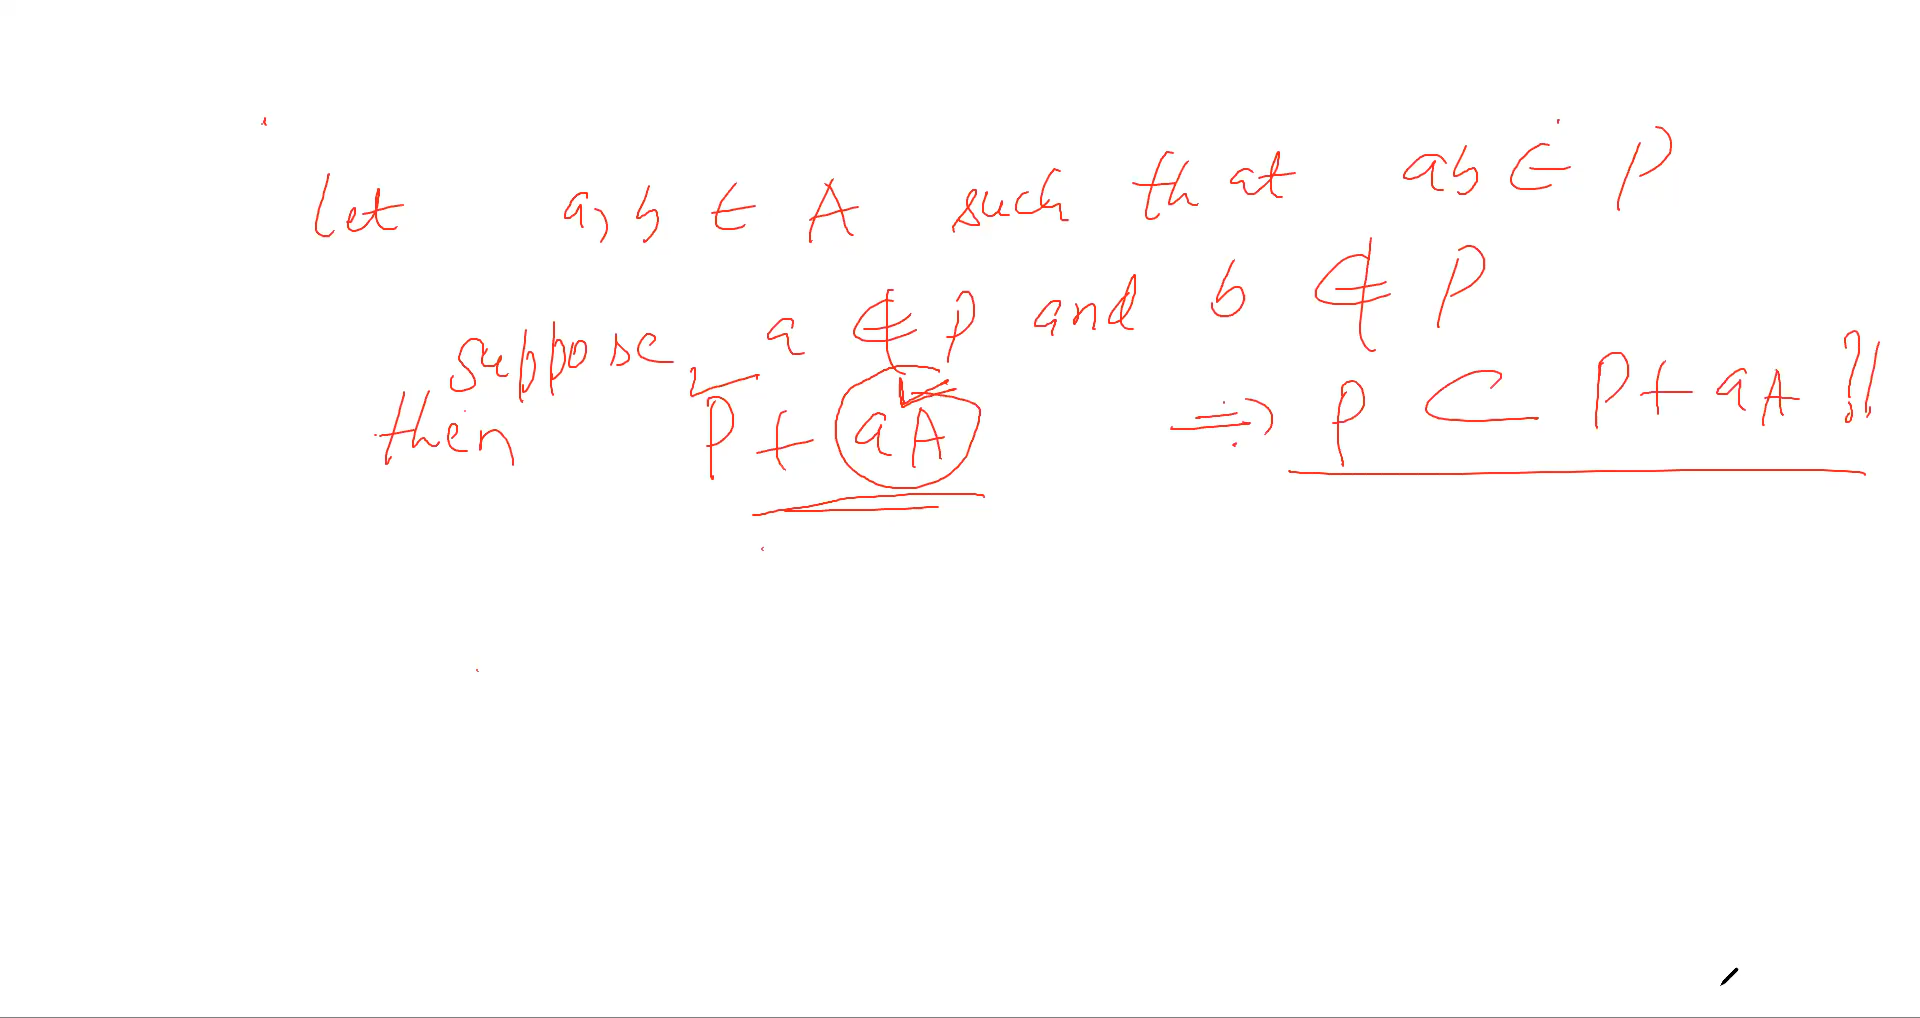 Let a, b ∈ A such that ab ∈ P
suppose a ∉ P and b ∉ P
then P + aA ⇒ P ⊂ P + aA ?!